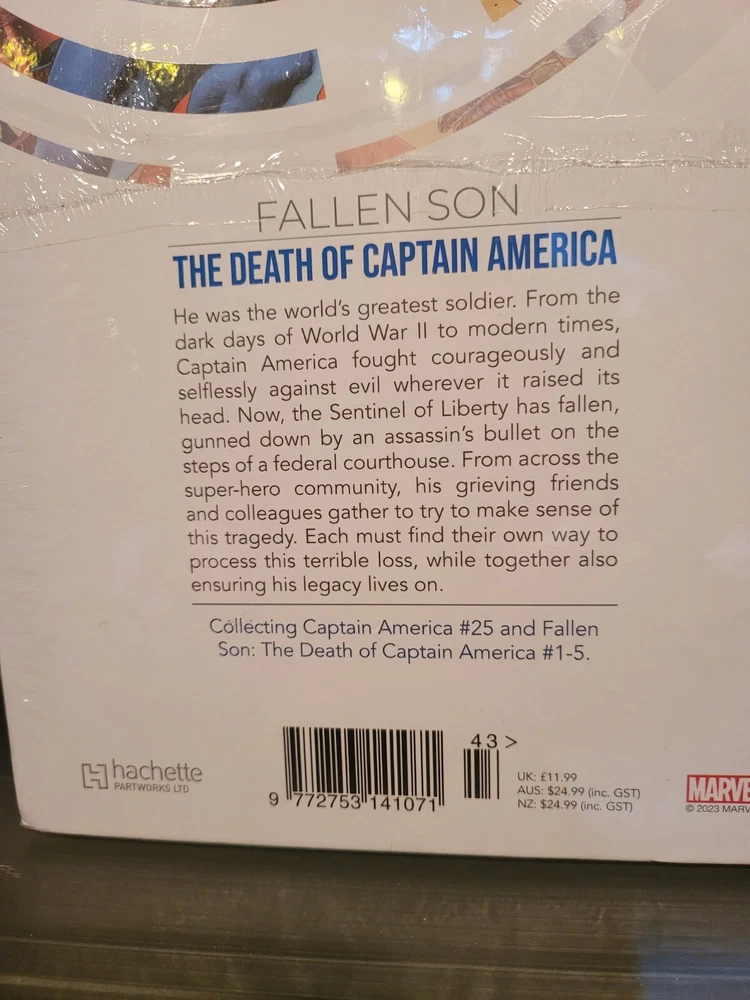 FALLEN SON
THE DEATH OF CAPTAIN AMERICA
He was the world's greatest soldier. From the
dark days of World War II to modern times,
Captain America fought courageously and
selflessly against evil wherever it raised its
head. Now, the Sentinel of Liberty has fallen,
gunned down by an assassin's bullet on the
steps of a federal courthouse. From across the
super-hero community, his grieving friends
and colleagues gather to try to make sense of
this tragedy. Each must find their own way to
process this terrible loss, while together also
ensuring his legacy lives on.
Collecting Captain America #25 and Fallen
Son: The Death of Captain America #1-5.
43>
hachette
PARTWORKS LTD
9 772753 141071
UK: £11.99
AUS: $24.99 (inc. GST)
NZ: $24.99 (inc. GST)
MARVE
© 2023 MARV